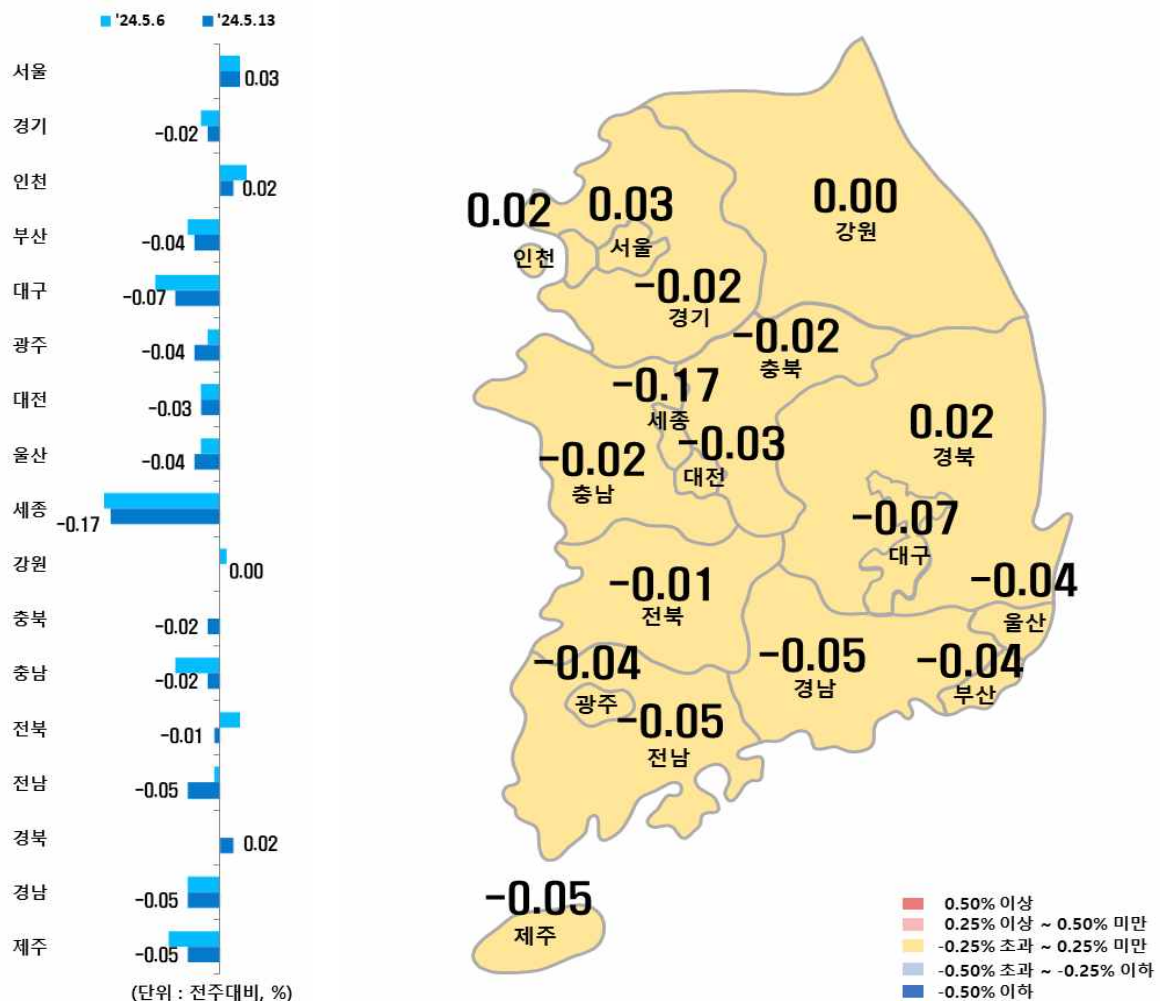 '24.5.6 '24.5.13
서울 0.03
경기 -0.02
인천 0.02
부산 -0.04
대구 -0.07
광주 -0.04
대전 -0.03
울산 -0.04
세종 -0.17
강원 0.00
충북 -0.02
충남 -0.02
전북 -0.01
전남 -0.05
경북 0.02
경남 -0.05
제주 -0.05
(단위 : 전주대비, %)
0.02
인천
0.03
서울
0.00
강원
-0.02
경기
-0.02
충북
-0.17
세종
-0.03
대전
-0.02
충남
0.02
경북
-0.07
대구
-0.04
울산
-0.01
전북
-0.05
경남
-0.04
부산
-0.04
광주
-0.05
전남
-0.05
제주
0.50% 이상
0.25% 이상 ~ 0.50% 미만
-0.25% 초과 ~ 0.25% 미만
-0.50% 초과 ~ -0.25% 이하
-0.50% 이하